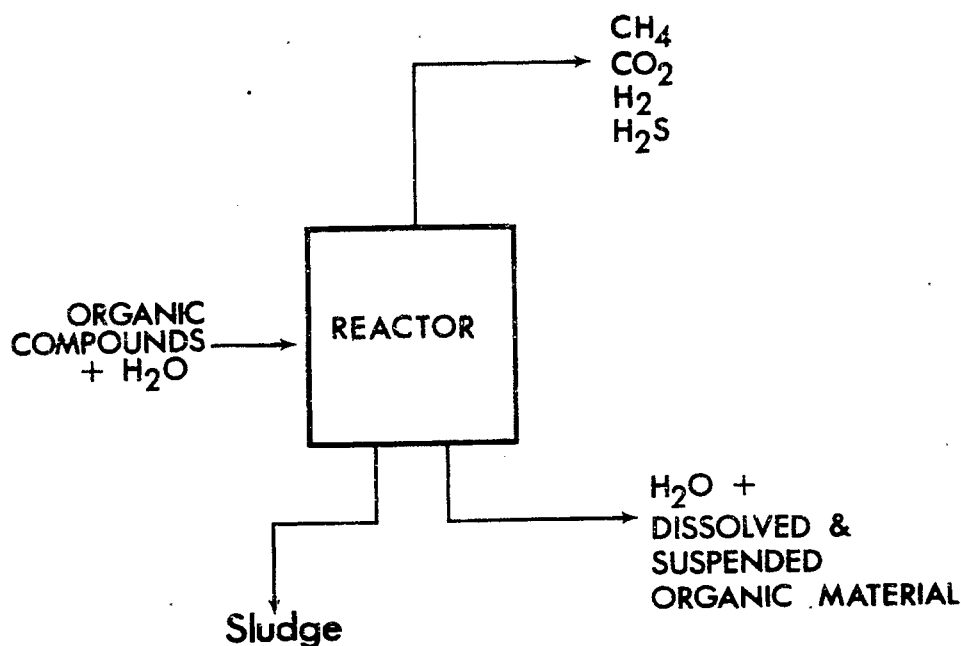 CH4
CO2
H2
H2S
ORGANIC
COMPOUNDS
+ H2O
REACTOR
H2O +
DISSOLVED &
SUSPENDED
ORGANIC MATERIAL
Sludge